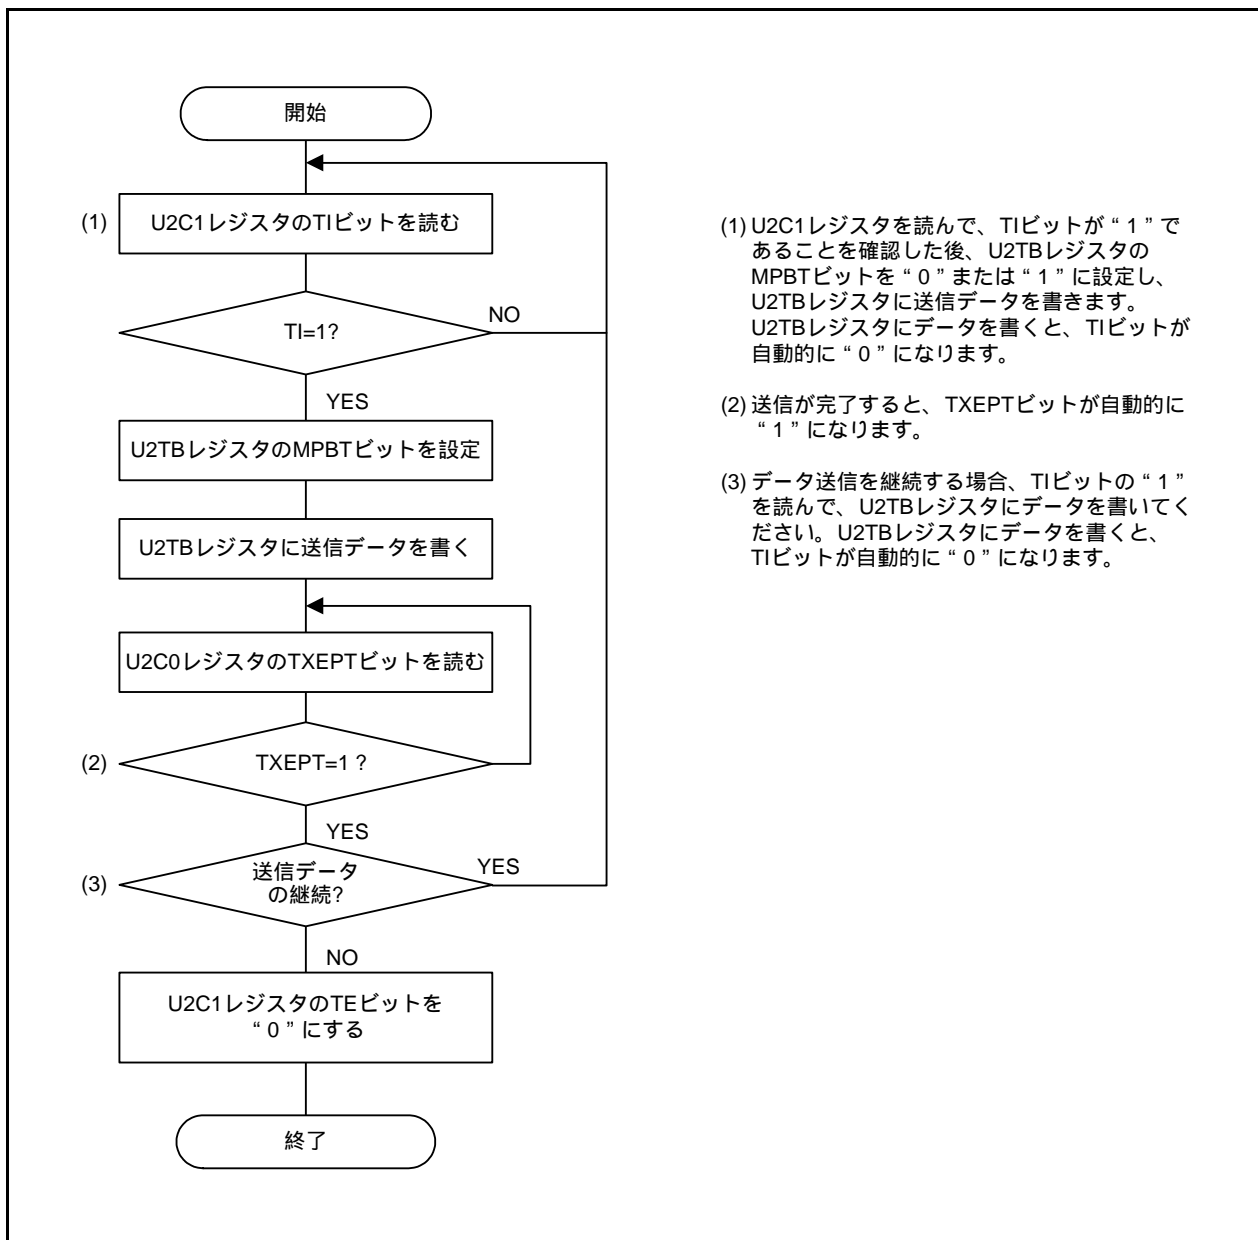 開始
(1)
U2C1レジスタのTIビットを読む
TI=1?
NO
YES
U2TBレジスタのMPBTビットを設定
U2TBレジスタに送信データを書く
U2C0レジスタのTXEPTビットを読む
(2)
TXEPT=1 ?
YES
(3)
送信データ
の継続?
YES
NO
U2C1レジスタのTEビットを
“ 0 ” にする
終了
(1) U2C1レジスタを読んで、TIビットが “ 1 ” で
あることを確認した後、U2TBレジスタの
MPBTビットを “ 0 ” または “ 1 ” に設定し、
U2TBレジスタに送信データを書きます。
U2TBレジスタにデータを書くと、TIビットが
自動的に “ 0 ” になります。
(2) 送信が完了すると、TXEPTビットが自動的に
“ 1 ” になります。
(3) データ送信を継続する場合、TIビットの “ 1 ”
を読んで、U2TBレジスタにデータを書いてく
ださい。U2TBレジスタにデータを書くと、
TIビットが自動的に “ 0 ” になります。